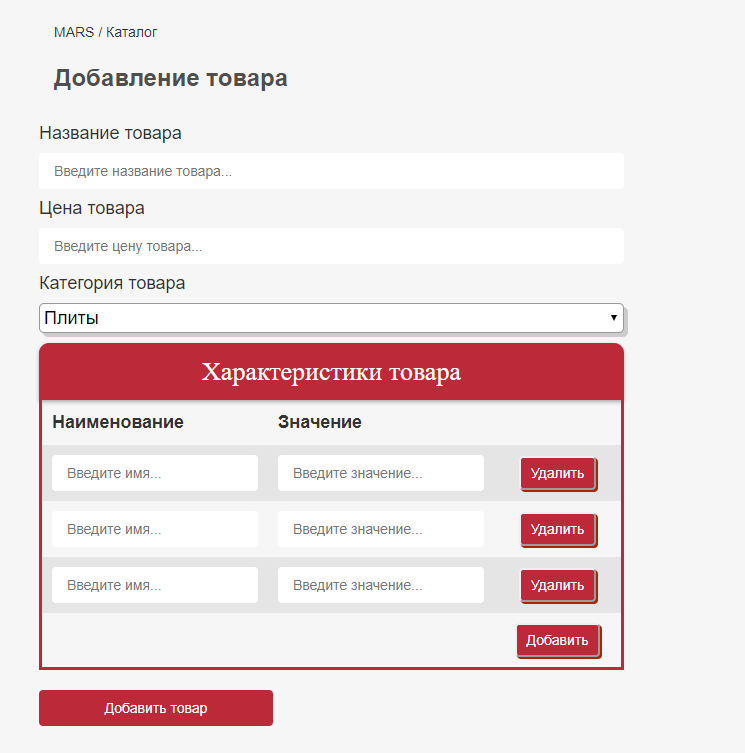 MARS / Каталог
Добавление товара
Название товара
Введите название товара...
Цена товара
Введите цену товара...
Категория товара
Плиты
Характеристики товара
Наименование Значение
Введите имя... Введите значение... Удалить
Введите имя... Введите значение... Удалить
Введите имя... Введите значение... Удалить
Добавить
Добавить товар